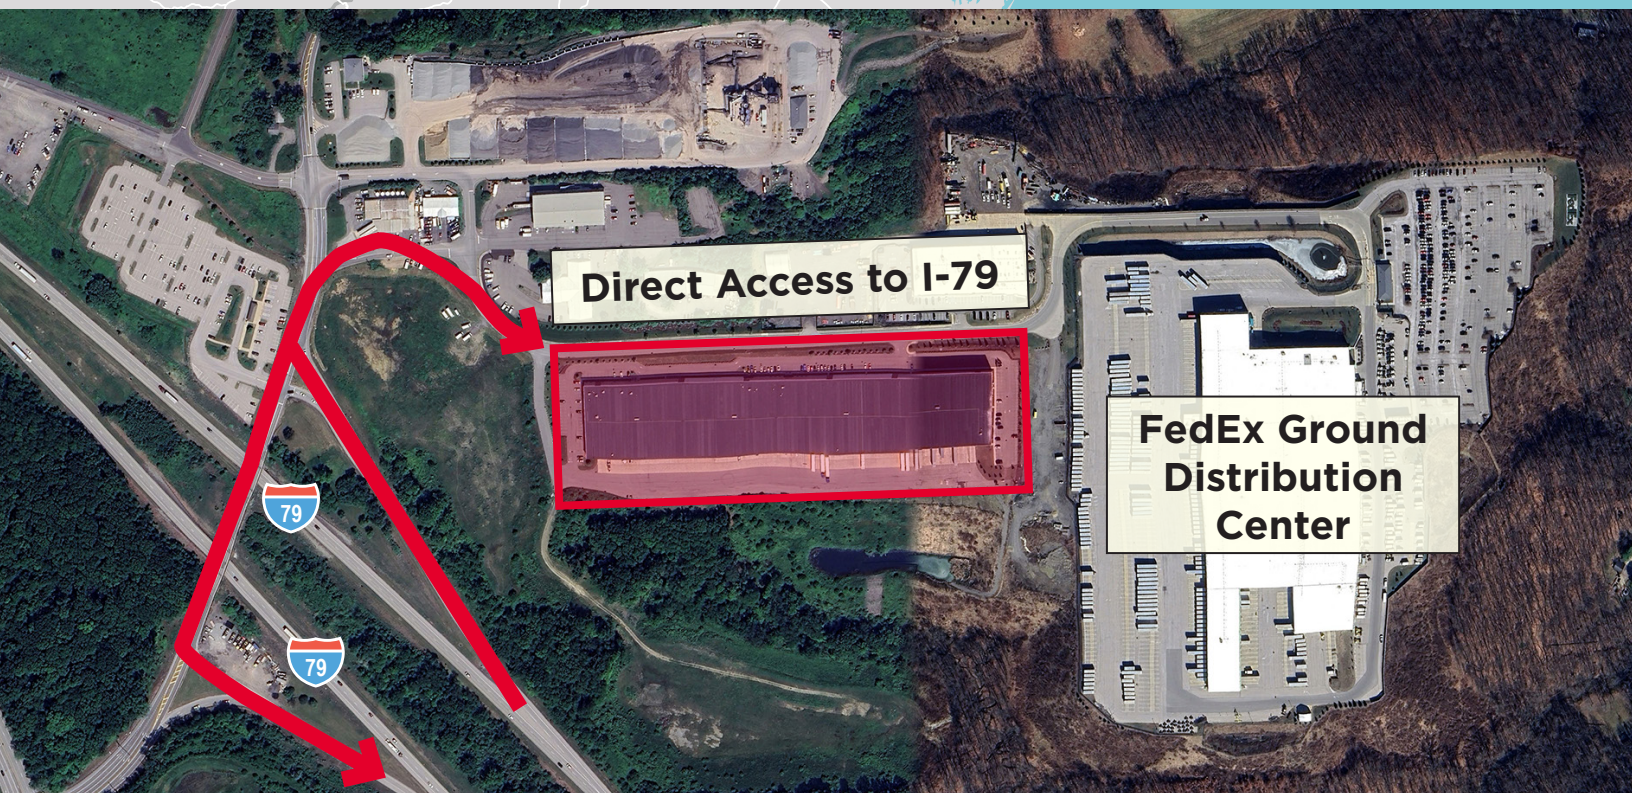 Direct Access to I-79
FedEx Ground
Distribution
Center
79
79